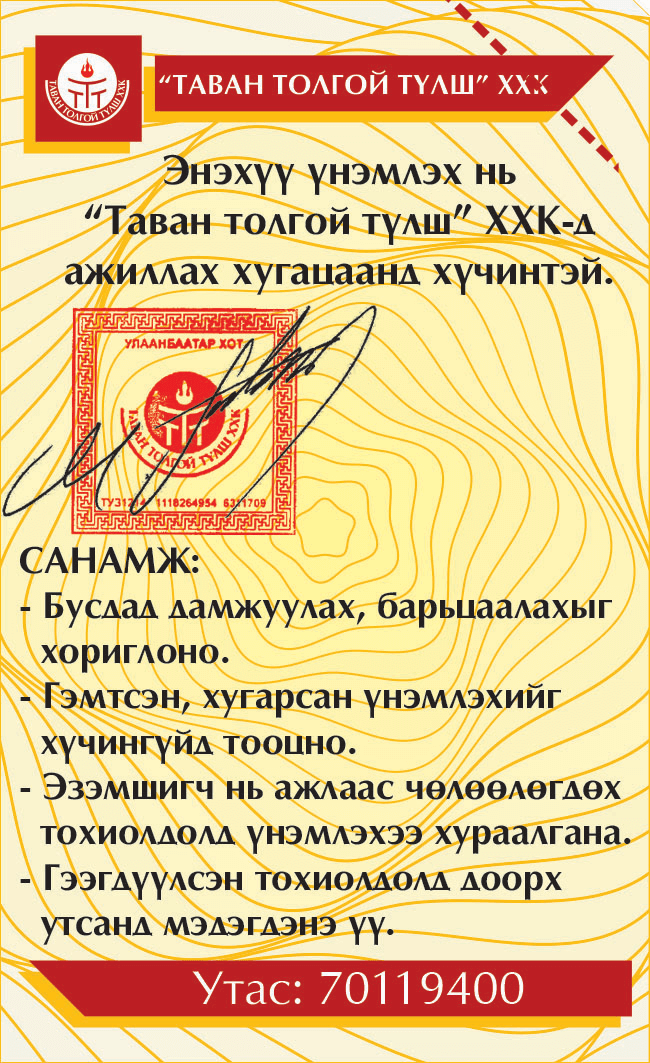 ТАВАН ТОЛГОЙ ТҮЛШ ХХК
“ТАВАН ТОЛГОЙ ТҮЛШ” ХХК
Энэхүү үнэмлэх нь
“Таван толгой түлш” ХХК-д
ажиллах хугацаанд хүчинтэй.
УЛААНБААТАР ХОТ
ТАВАН ТОЛГОЙ ТҮЛШ ХХК
1118264954
САНАМЖ:
- Бусдад дамжуулах, барьцаалахыг
хориглоно.
- Гэмтсэн, хугарсан үнэмлэхийг
хүчингүйд тооцно.
- Эзэмшигч нь ажлаас чөлөөлөгдөх
тохиолдолд үнэмлэхээ хураалгана.
- Гээгдүүлсэн тохиолдолд доорх
утсанд мэдэгдэнэ үү.
Утас: 70119400